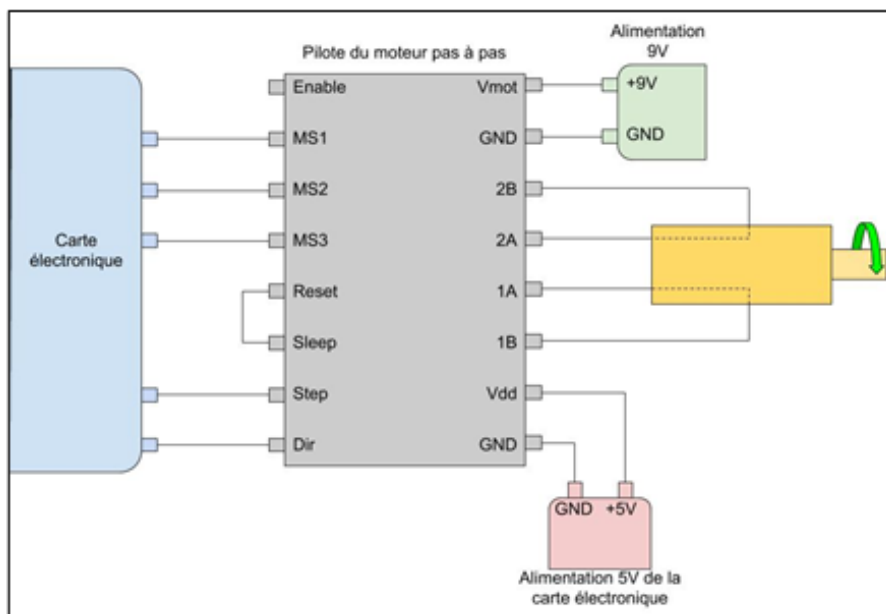 Alimentation
9V
Pilote du moteur pas à pas
Enable
Vmot
+9V
MS1
GND
GND
MS2
2B
Carte
électronique
MS3
2A
Reset
1A
Sleep
1B
Step
Vdd
Dir
GND
GND +5V
Alimentation 5V de la
carte électronique